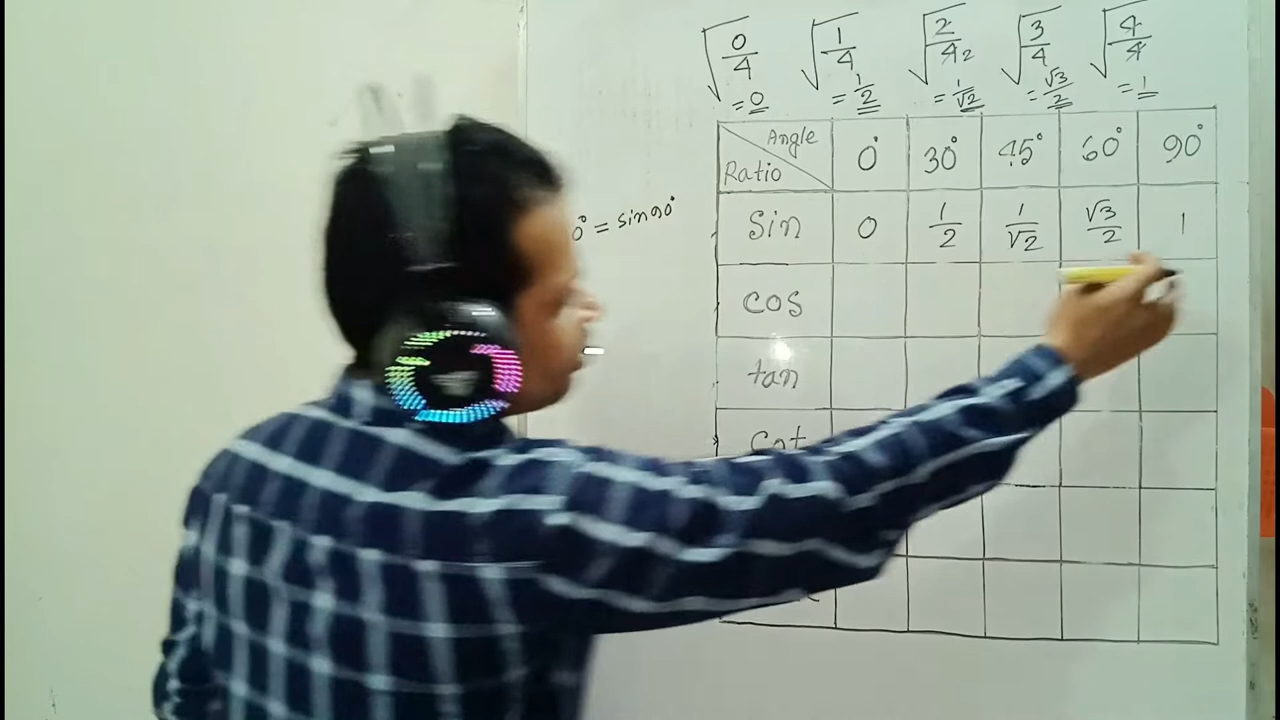 √0/4 √1/4 √2/4 2 √3/4 √4/4
= 0 = 1/2 = 1/√2 = √3/2 = 1
Angle
Ratio 0° 30° 45° 60° 90°
0° = sin90°
Sin 0 1/2 1/√2 √3/2 1
cos
tan
cot